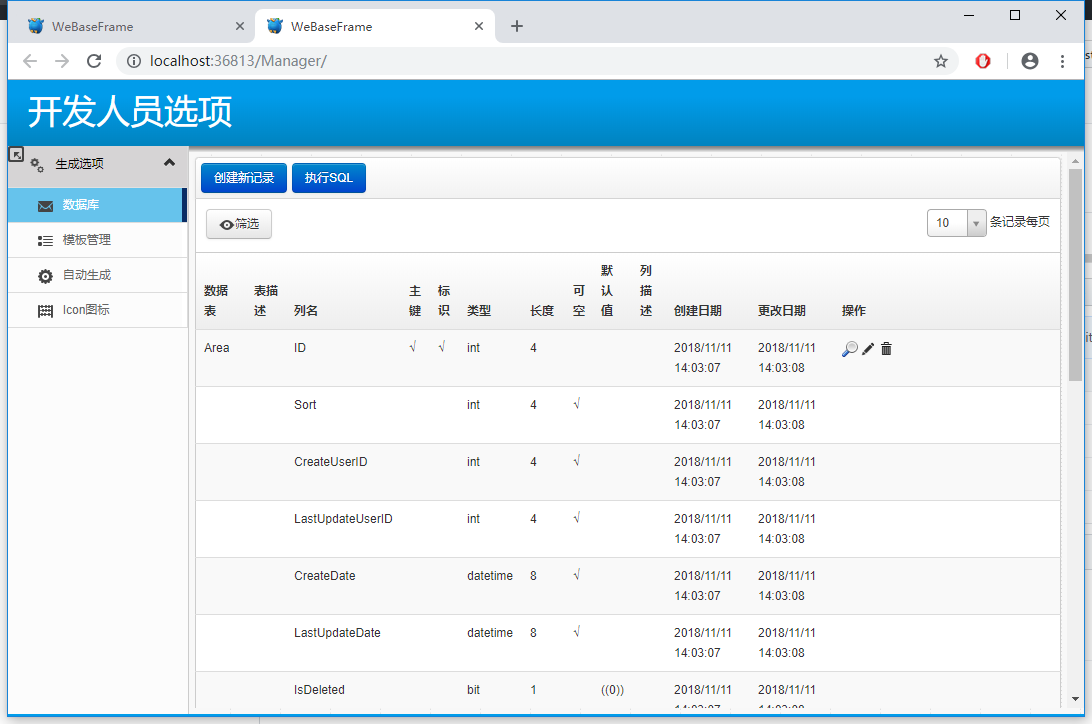 WeBaseFrame
WeBaseFrame
localhost:36813/Manager/
开发人员选项
生成选项
数据库
模板管理
自动生成
Icon图标
创建新记录 执行SQL
筛选
10 条记录每页
数据表 表描述 列名 主键 标识 类型 长度 可空 默认值 列描述 创建日期 更改日期 操作
Area ID √ √ int 4 2018/11/11 14:03:07 2018/11/11 14:03:08
Sort int 4 √ 2018/11/11 14:03:07 2018/11/11 14:03:08
CreateUserID int 4 √ 2018/11/11 14:03:07 2018/11/11 14:03:08
LastUpdateUserID int 4 √ 2018/11/11 14:03:07 2018/11/11 14:03:08
CreateDate datetime 8 √ 2018/11/11 14:03:07 2018/11/11 14:03:08
LastUpdateDate datetime 8 √ 2018/11/11 14:03:07 2018/11/11 14:03:08
IsDeleted bit 1 ((0)) 2018/11/11 2018/11/11